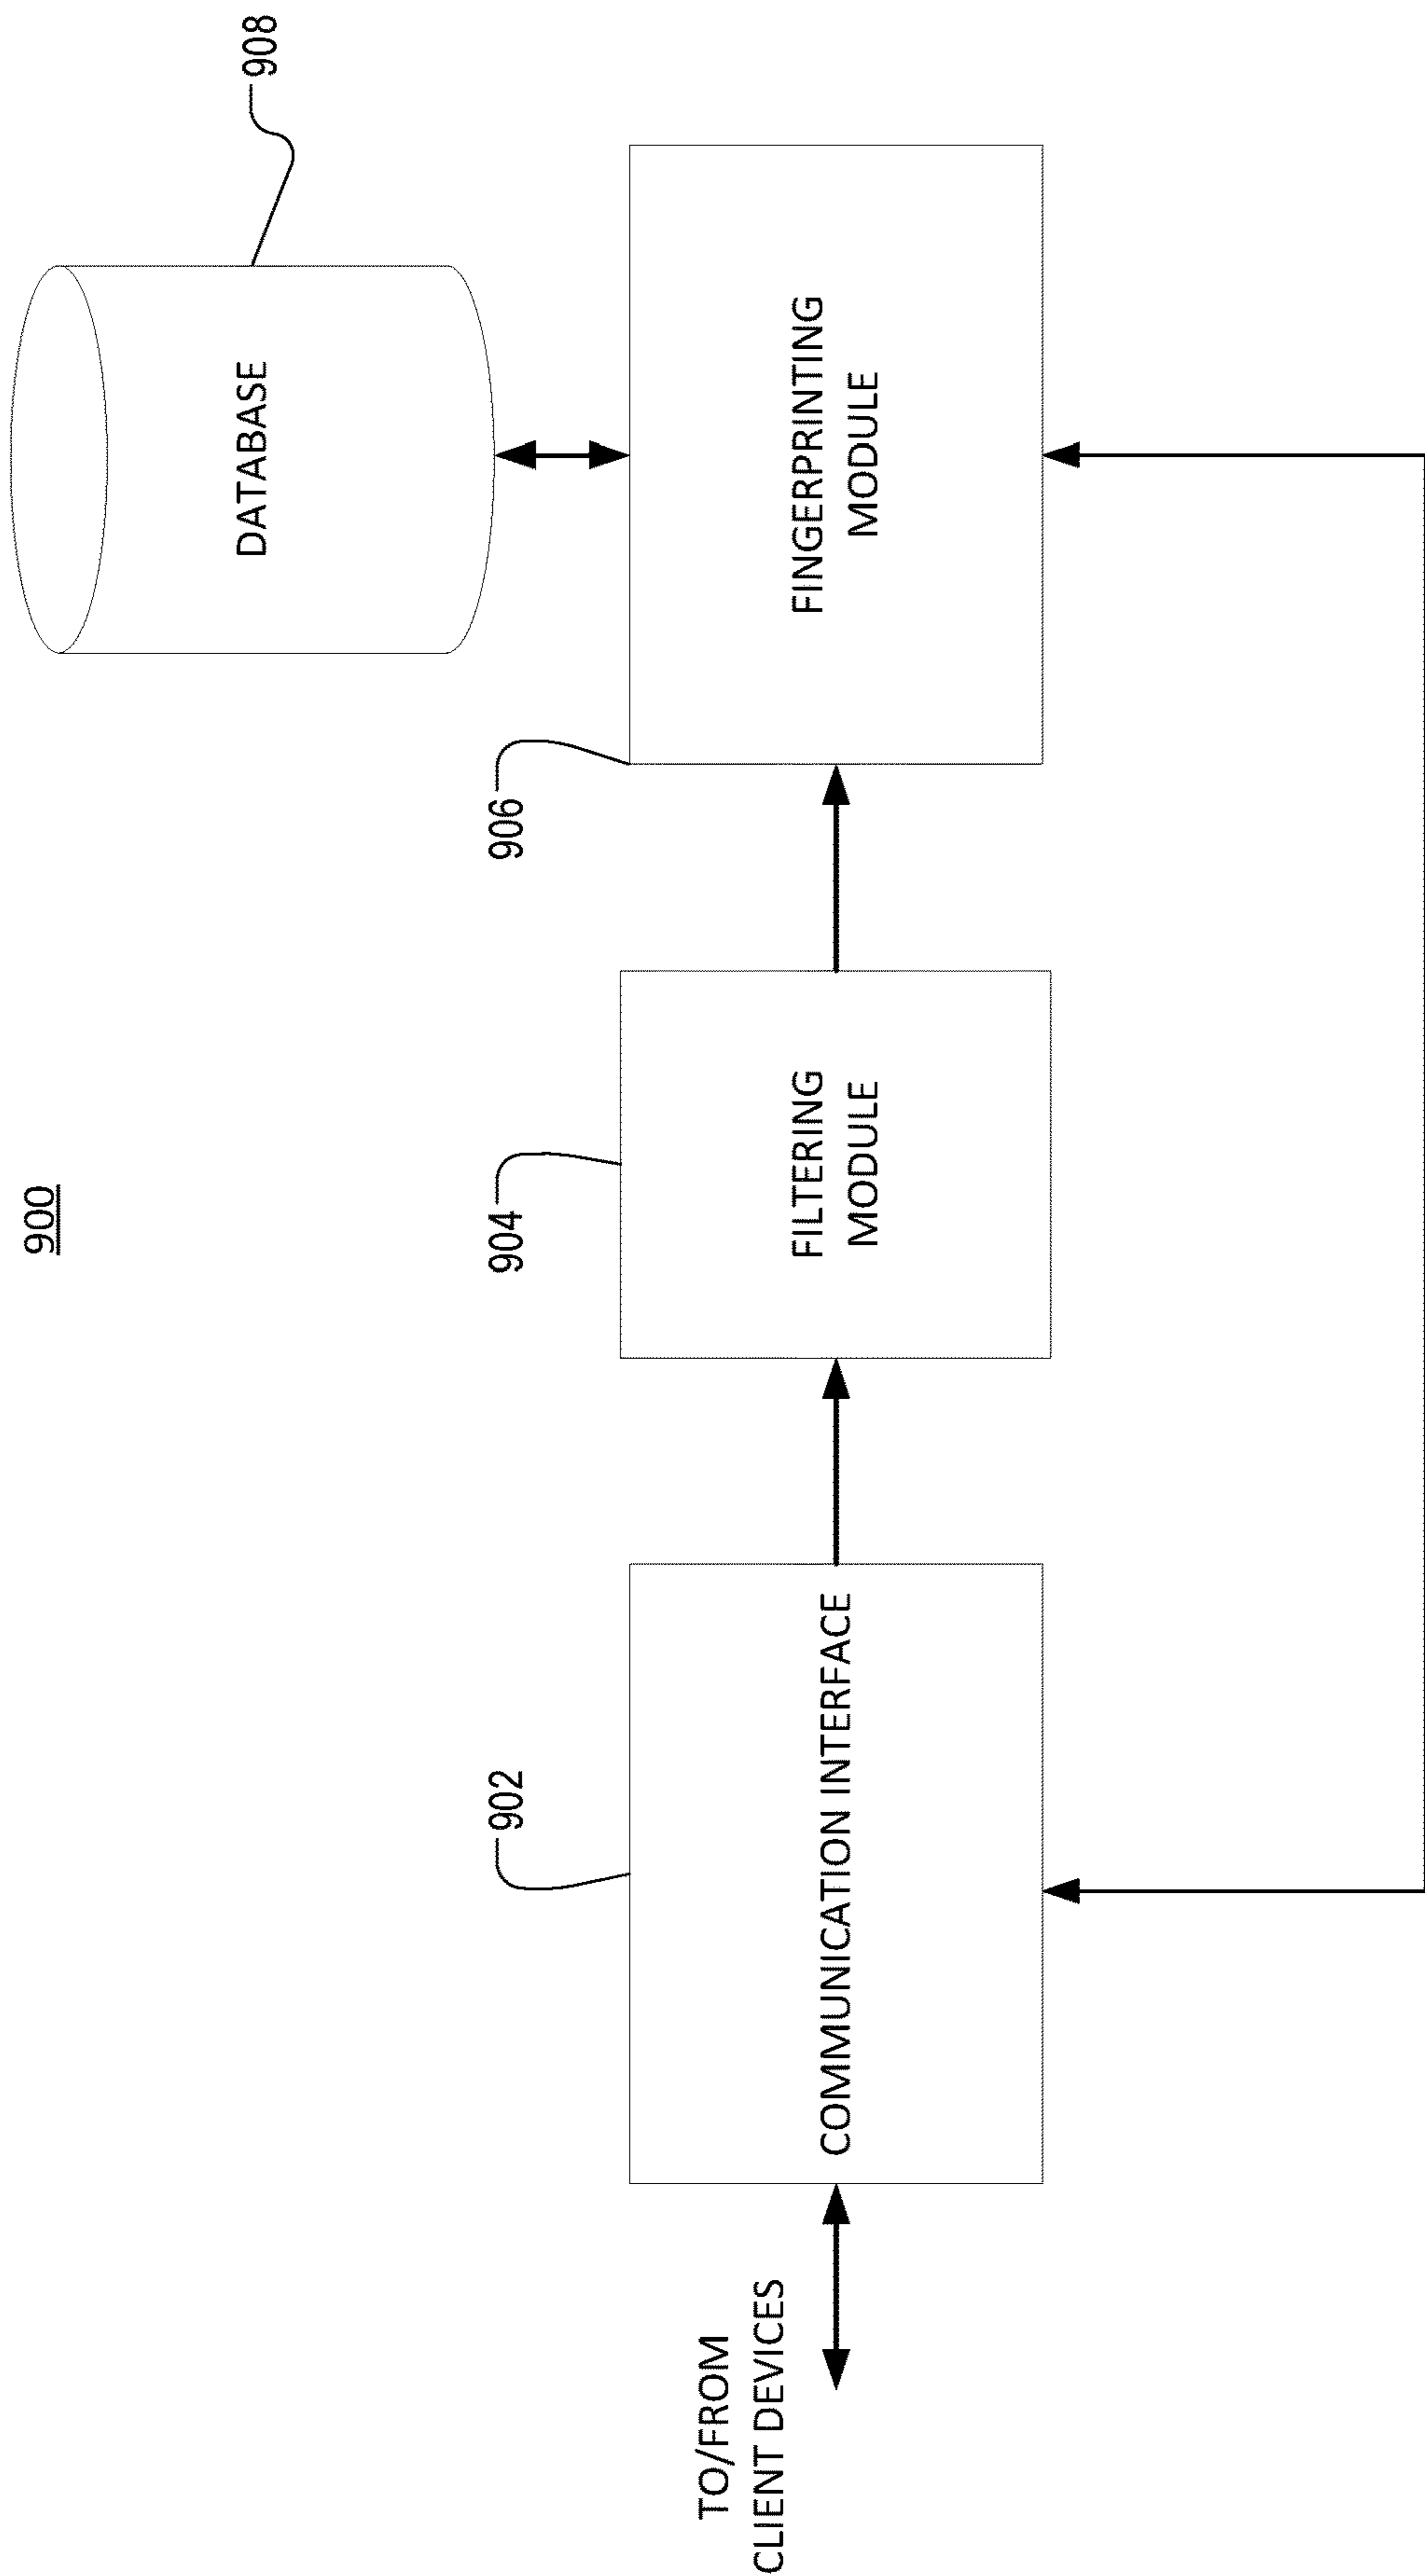 900
908
DATABASE
902
904
906
TO/FROM
CLIENT DEVICES
COMMUNICATION INTERFACE
FILTERING
MODULE
FINGERPRINTING
MODULE